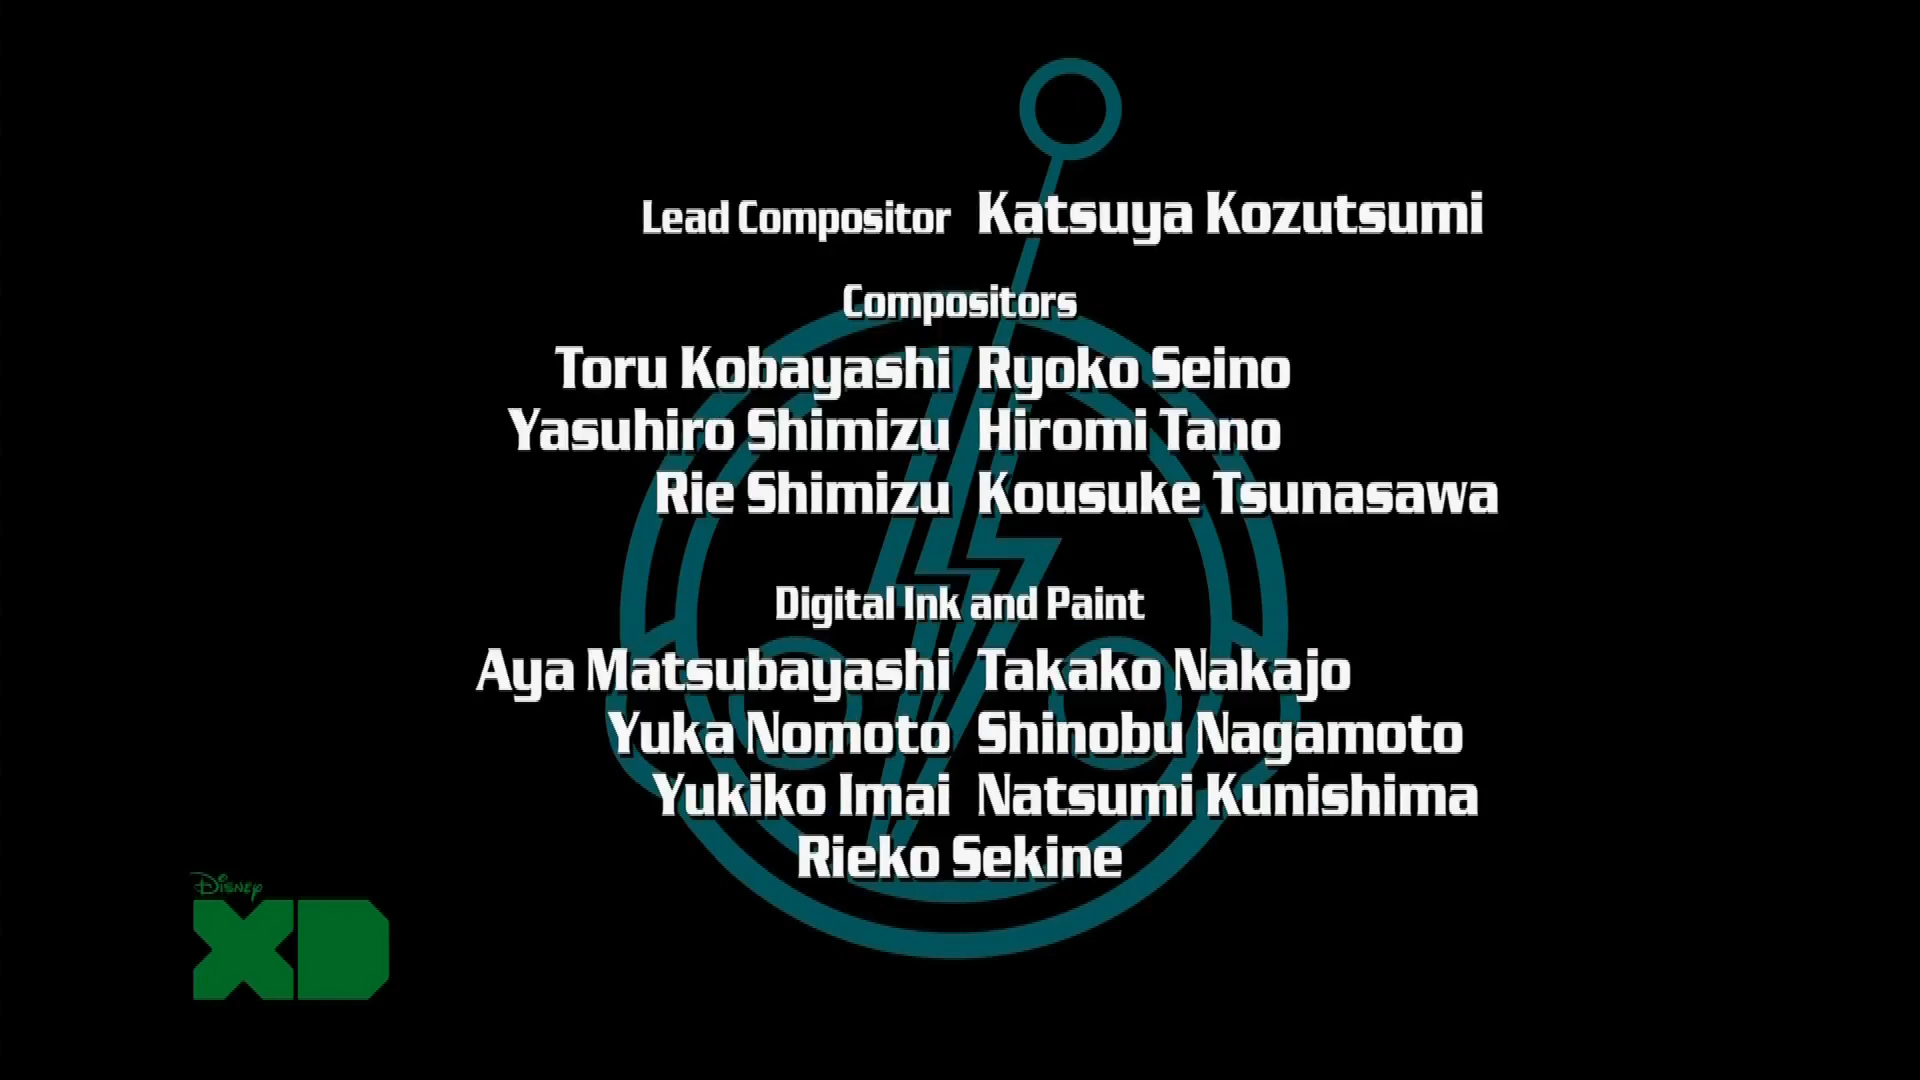 Lead Compositor Katsuya Kozutsumi
Compositors
Toru Kobayashi Ryoko Seino
Yasuhiro Shimizu Hiromi Tano
Rie Shimizu Kousuke Tsunasawa
Digital Ink and Paint
Aya Matsubayashi Takako Nakajo
Yuka Nomoto Shinobu Nagamoto
Yukiko Imai Natsumi Kunishima
Rieko Sekine
Disney
XD